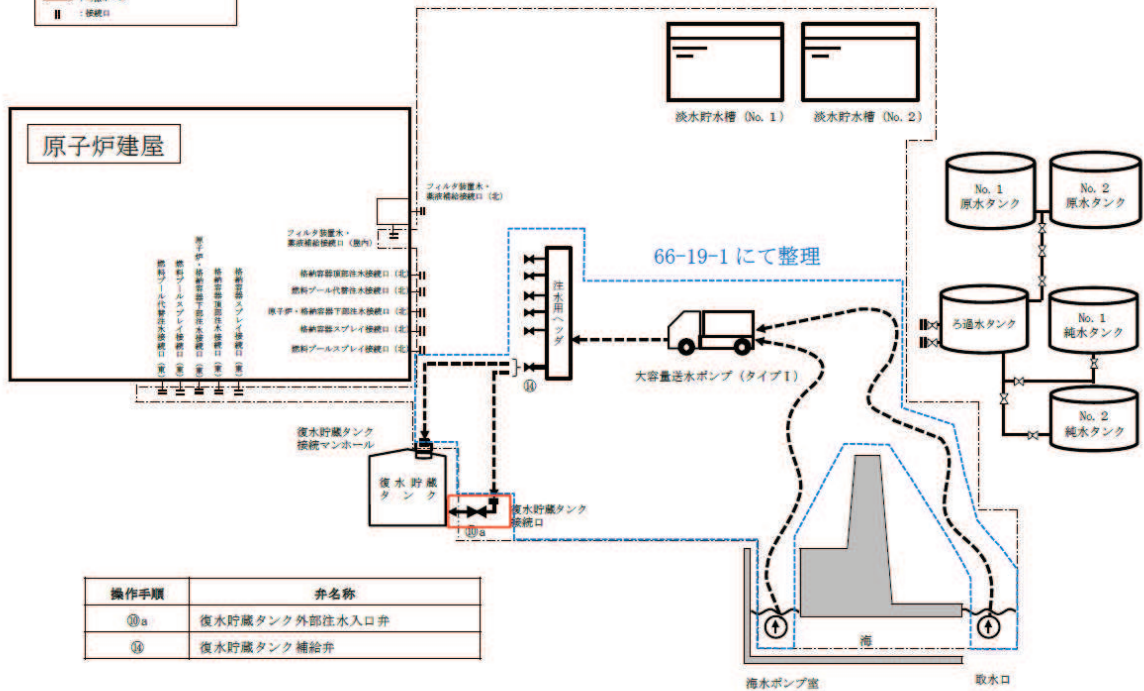 ：接続口
淡水貯水槽（No. 1）
淡水貯水槽（No. 2）
原子炉建屋
フィルタ装置水・
薬液補給接続口（北）
フィルタ装置水・
薬液補給接続口（屋内）
格納容器頂部注水接続口（北）
燃料プール代替注水接続口（北）
原子炉・格納容器下部注水接続口（北）
格納容器スプレイ接続口（北）
燃料プールスプレイ接続口（北）
燃料プール代替注水接続口（東）
燃料プールスプレイ接続口（東）
原子炉・格納容器下部注水接続口（東）
格納容器頂部注水接続口（東）
格納容器スプレイ接続口（東）
66-19-1 にて整理
注水用ヘッダ
⑭
大容量送水ポンプ（タイプⅠ）
No. 1
原水タンク
No. 2
原水タンク
ろ過水タンク
No. 1
純水タンク
No. 2
純水タンク
復水貯蔵タンク
接続マンホール
復水貯蔵
タンク
復水貯蔵タンク
接続口
⑩a
操作手順 弁名称
⑩a 復水貯蔵タンク外部注水入口弁
⑭ 復水貯蔵タンク補給弁
海
海水ポンプ室
取水口